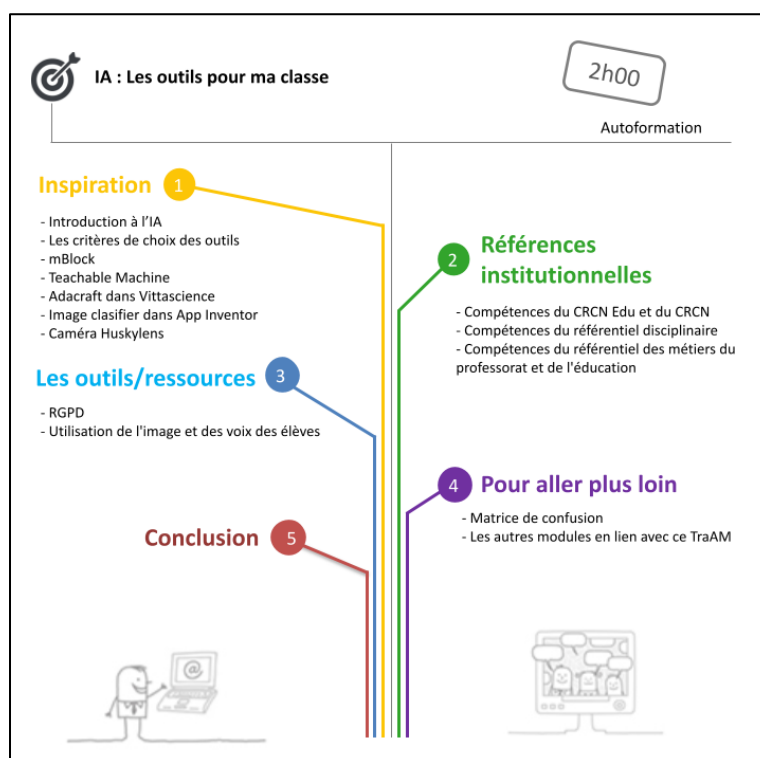 IA : Les outils pour ma classe
2h00
Autoformation
Inspiration 1
- Introduction à l'IA
- Les critères de choix des outils
- mBlock
- Teachable Machine
- Adacraft dans Vittascience
- Image clasifier dans App Inventor
- Caméra Huskylens
2 Références
institutionnelles
- Compétences du CRCN Edu et du CRCN
- Compétences du référentiel disciplinaire
- Compétences du référentiel des métiers du
professorat et de l'éducation
Les outils/ressources 3
- RGPD
- Utilisation de l'image et des voix des élèves
4 Pour aller plus loin
- Matrice de confusion
- Les autres modules en lien avec ce TraAM
Conclusion 5
@